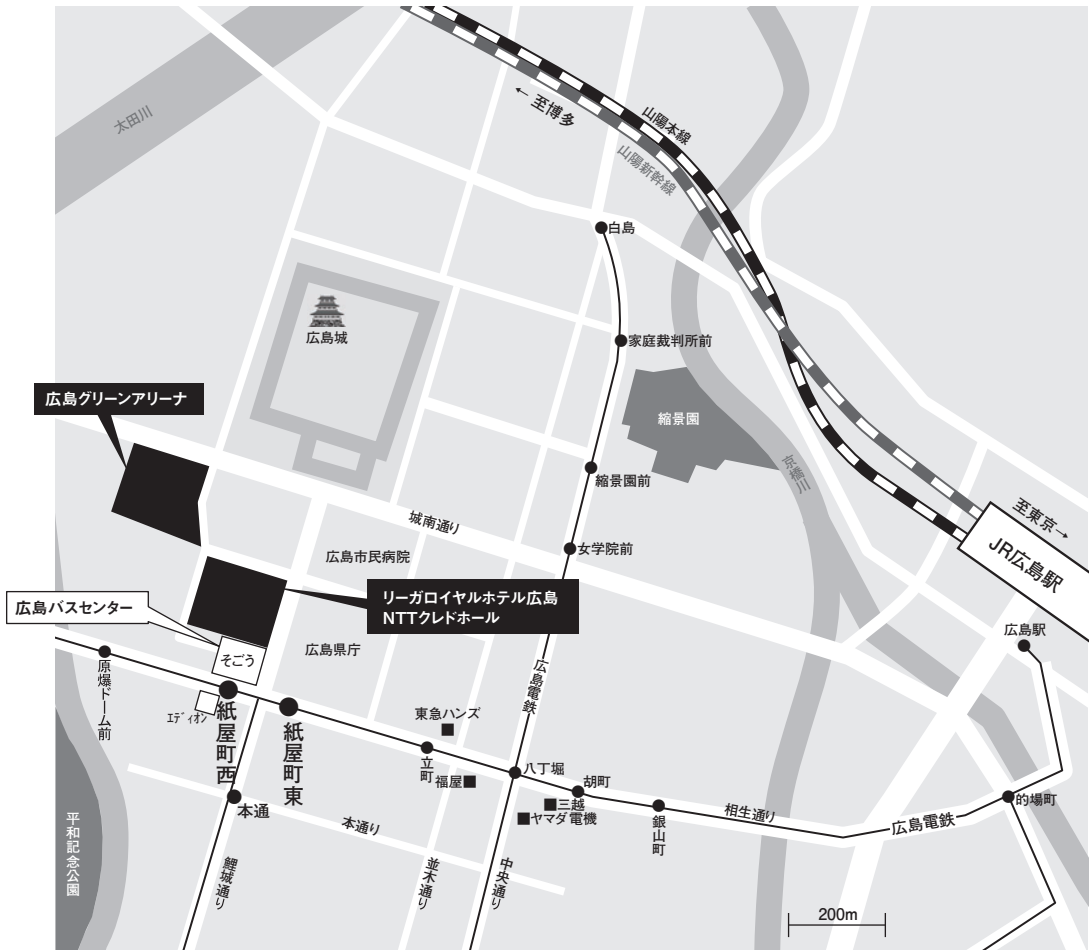 太田川
← 至博多
山陽本線
山陽新幹線
白島
広島城
家庭裁判所前
広島グリーンアリーナ
縮景園
京橋川
縮景園前
至東京→
城南通り
女学院前
JR広島駅
広島市民病院
リーガロイヤルホテル広島
NTTクレドホール
広島バスセンター
広島駅
広島県庁
そごう
原爆ドーム前
広島電鉄
エディオン
紙屋町西
紙屋町東
東急ハンズ
立町
福屋
八丁堀
胡町
三越
ヤマダ電機
銀山町
相生通り
広島電鉄
的場町
本通
本通り
平和記念公園
鯉城通り
並木通り
中央通り
200m